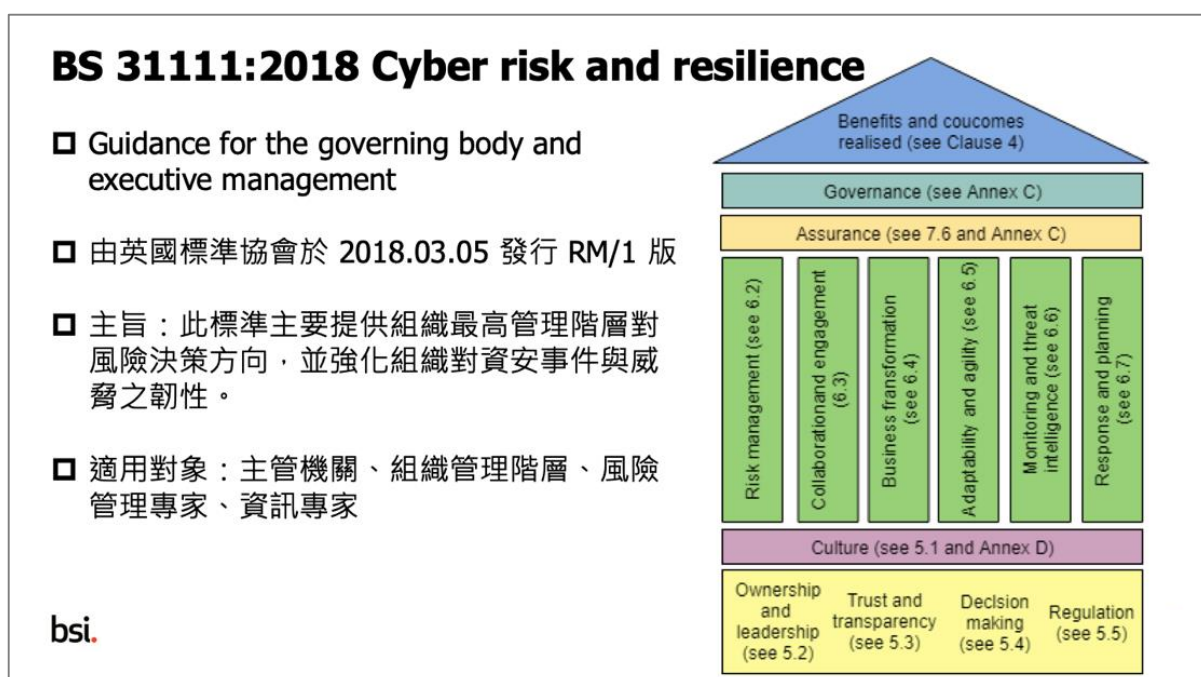 BS 31111:2018 Cyber risk and resilience
Guidance for the governing body and
executive management
由英國標準協會於 2018.03.05 發行 RM/1 版
主旨：此標準主要提供組織最高管理階層對
風險決策方向，並強化組織對資安事件與威
脅之韌性。
適用對象：主管機關、組織管理階層、風險
管理專家、資訊專家
bsi.
Benefits and coucomes
realised (see Clause 4)
Governance (see Annex C)
Assurance (see 7.6 and Annex C)
Risk management (see 6.2)
Collaborationand engagement
(6.3)
Business fransformation
(see 6.4)
Adaptability and agility (see 6.5)
Monitoring and threat
intelligence (see 6.6)
Response and planning
(see 6.7)
Culture (see 5.1 and Annex D)
Ownership
and
leadership
(see 5.2)
Trust and
transparency
(see 5.3)
Declsion
making
(see 5.4)
Regulation
(see 5.5)